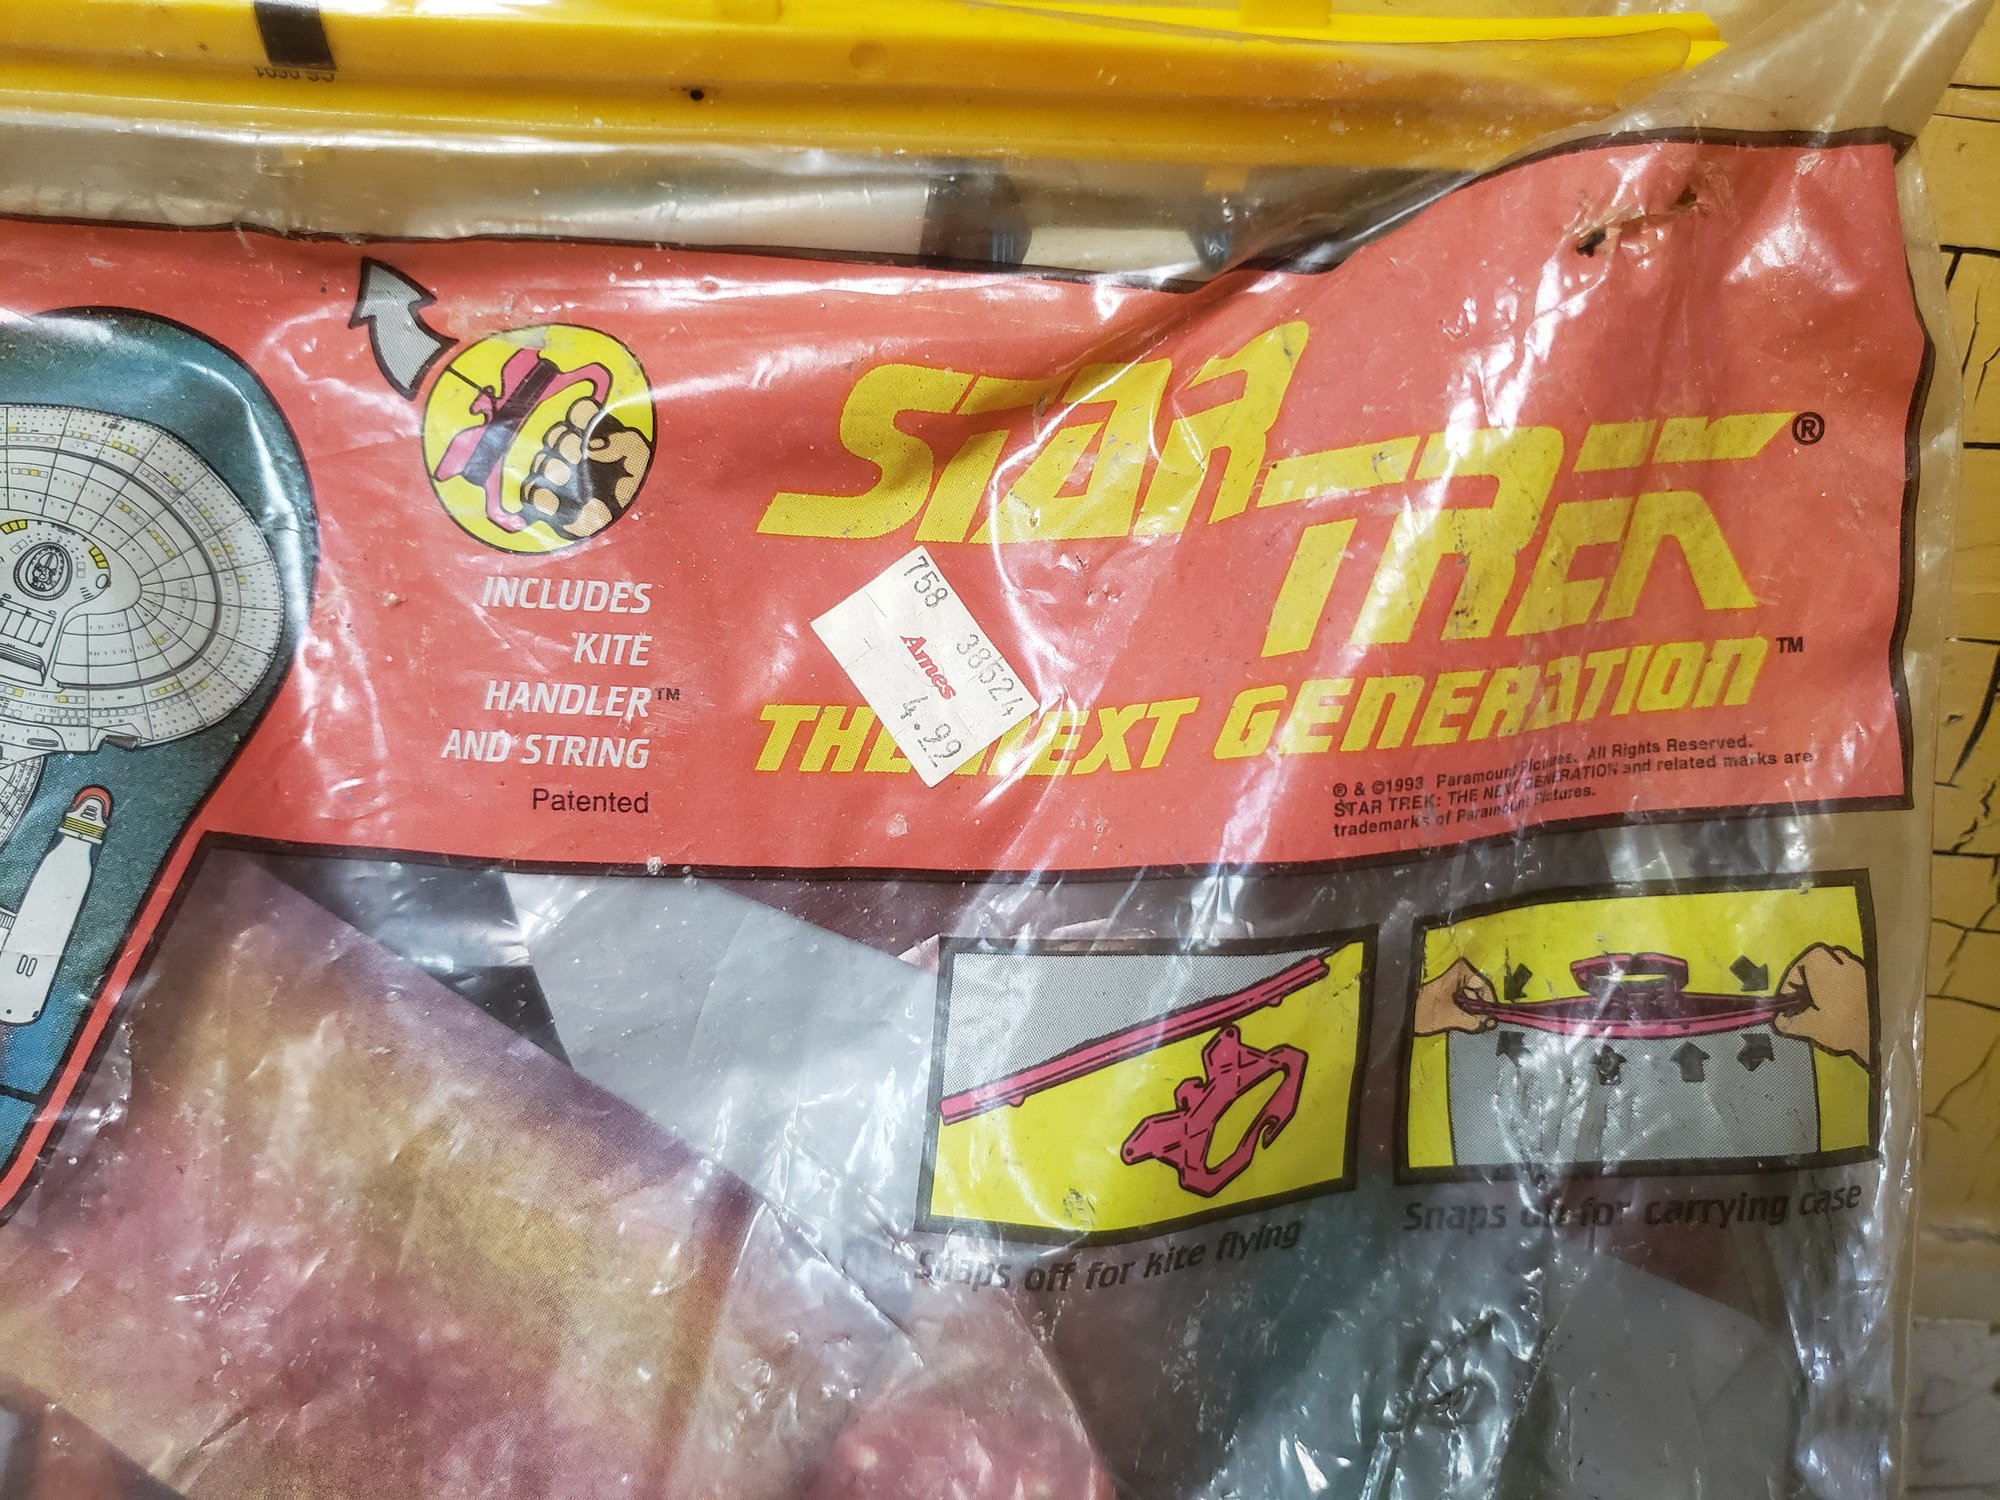 STAR
TREK®
THE NEXT GENERATION™
758
38524
Ames
4.99
INCLUDES
KITE
HANDLER™
AND STRING
Patented
® & ©1993 Paramount Pictures. All Rights Reserved.
STAR TREK: THE NEXT GENERATION and related marks are
trademarks of Paramount Pictures.
Snaps off for kite flying
Snaps off for carrying case